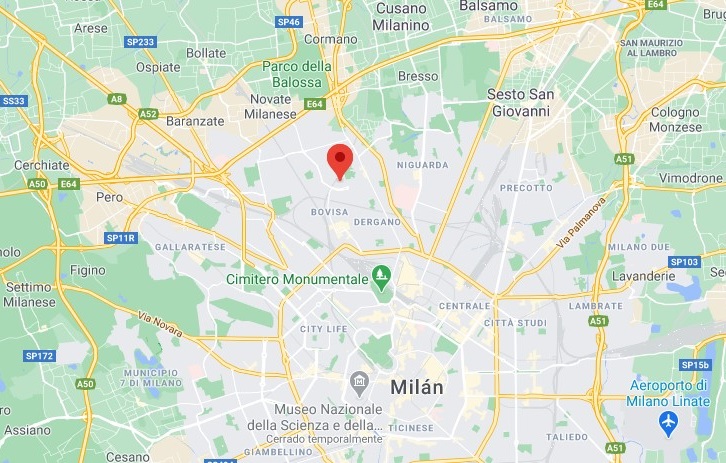 Cusano
Milanino
Balsamo
BALSAMO
E64
Arese
SP46
SP233
Bollate
Cormano
Ospiate
Parco della
Balossa
Bresso
SAN MAURIZIO
AL LAMBRO
SS33
A8
A52
Novate
Milanese
E64
Sesto San
Giovanni
Baranzate
Cologno
Monzese
Cerchiate
A50
E64
Pero
NIGUARDA
A51
Vimodrone
PRECOTTO
BOVISA
DERGANO
Via Palmanova
SP11R
GALLARATESE
MILANO DUE
SP103
Figino
Cimitero Monumentale
Lavanderie
Settimo
Milanese
CENTRALE
LAMBRATE
Via Novara
CITY LIFE
CITTÀ STUDI
A51
SP172
A50
MUNICIPIO
7 DI MILANO
SP15b
Milán
Museo Nazionale
della Scienza e della...
Cerrado temporalmente
Aeroporto di
Milano Linate
Assiano
TICINESE
TALIEDO
GIAMBELLINO
Cesano